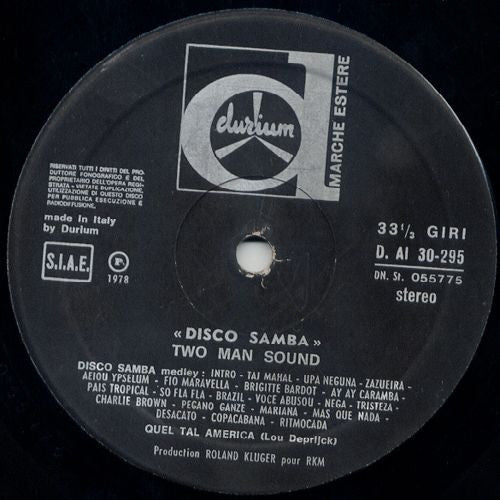 durium
MARCHE ESTERE
RISERVATI TUTTI I DIRITTI DEL PRO-
DUTTORE FONOGRAFICO E DEL
PROPRIETARIO DELL'OPERA REGI-
STRATA - VIETATE DUPLICAZIONE,
UTILIZZAZIONE DI QUESTO DISCO
PER PUBBLICA ESECUZIONE E
RADIODIFFUSIONE.
made in Italy
by Durium
S.I.A.E.
1978
33 1/3 GIRI
D. AI 30-295
DN. St. 055775
stereo
«DISCO SAMBA»
TWO MAN SOUND
DISCO SAMBA medley : INTRO - TAJ MAHAL - UPA NEGUNA - ZAZUEIRA -
AEIOU YPSELUM - FIO MARAVELLA - BRIGITTE BARDOT - AY AY CARAMBA -
PAIS TROPICAL - SO FLA FLA - BRAZIL - VOCE ABUSOU - NEGA - TRISTEZA -
CHARLIE BROWN - PEGANO GANZE - MARIANA - MAS QUE NADA -
DESACATO - COPACABANA - RITMOCADA
QUEL TAL AMERICA (Lou Deprijck)
Production ROLAND KLUGER pour RKM